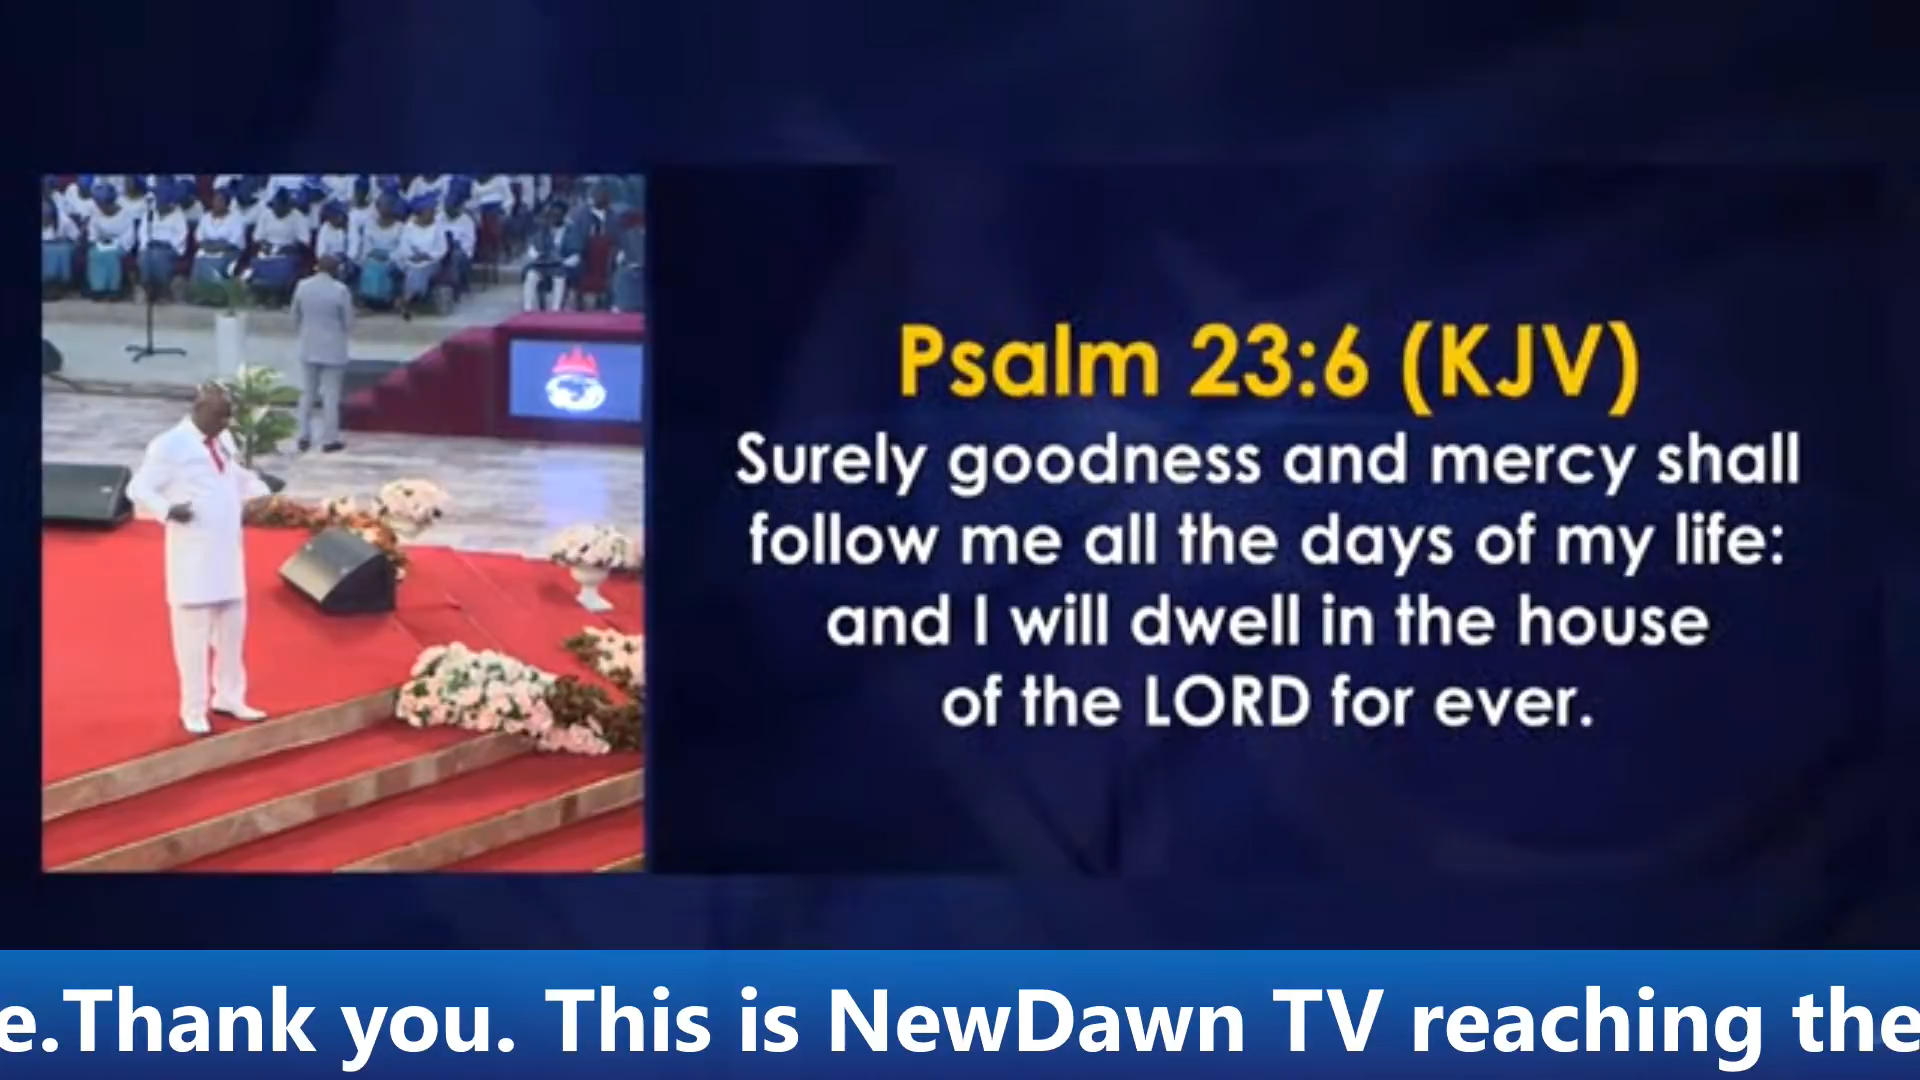 Psalm 23:6 (KJV)
Surely goodness and mercy shall
follow me all the days of my life:
and I will dwell in the house
of the LORD for ever.
e.Thank you. This is NewDawn TV reaching the